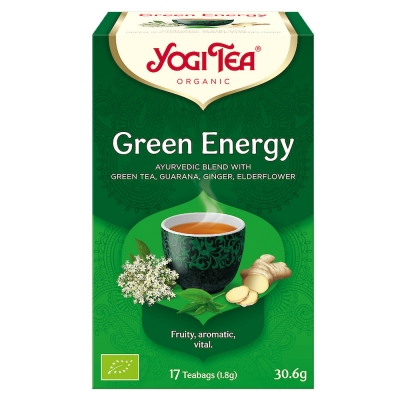 Green Energy
YOGI TEA®
ORGANIC
Green Energy
AYURVEDIC BLEND WITH
GREEN TEA, GUARANA, GINGER, ELDERFLOWER
Fruity, aromatic,
vital.
17 Teabags (1.8g) 30.6g